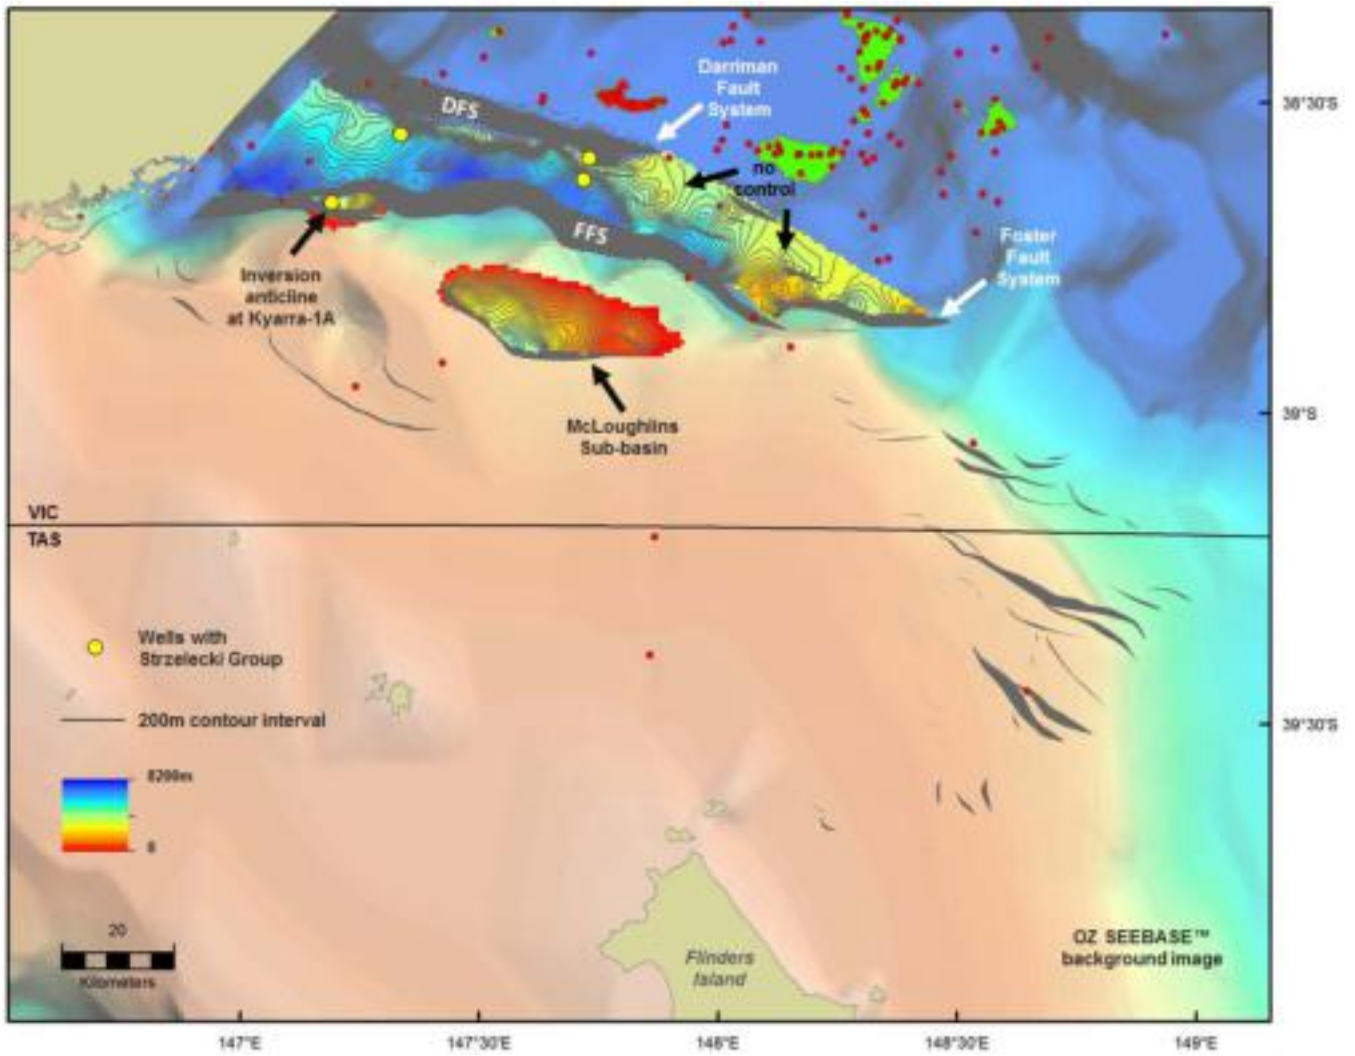 Darriman
Fault
System
38°30'S
DFS
no
control
FFS
Foster
Fault
System
Inversion
anticline
at Kyarra-1A
McLoughlins
Sub-basin
39°S
VIC
TAS
Wells with
Strzelecki Group
200m contour interval
39°30'S
8200m
0
20
Kilometers
Flinders
Island
OZ SEEBASE™
background image
147°E
147°30'E
148°E
148°30'E
149°E